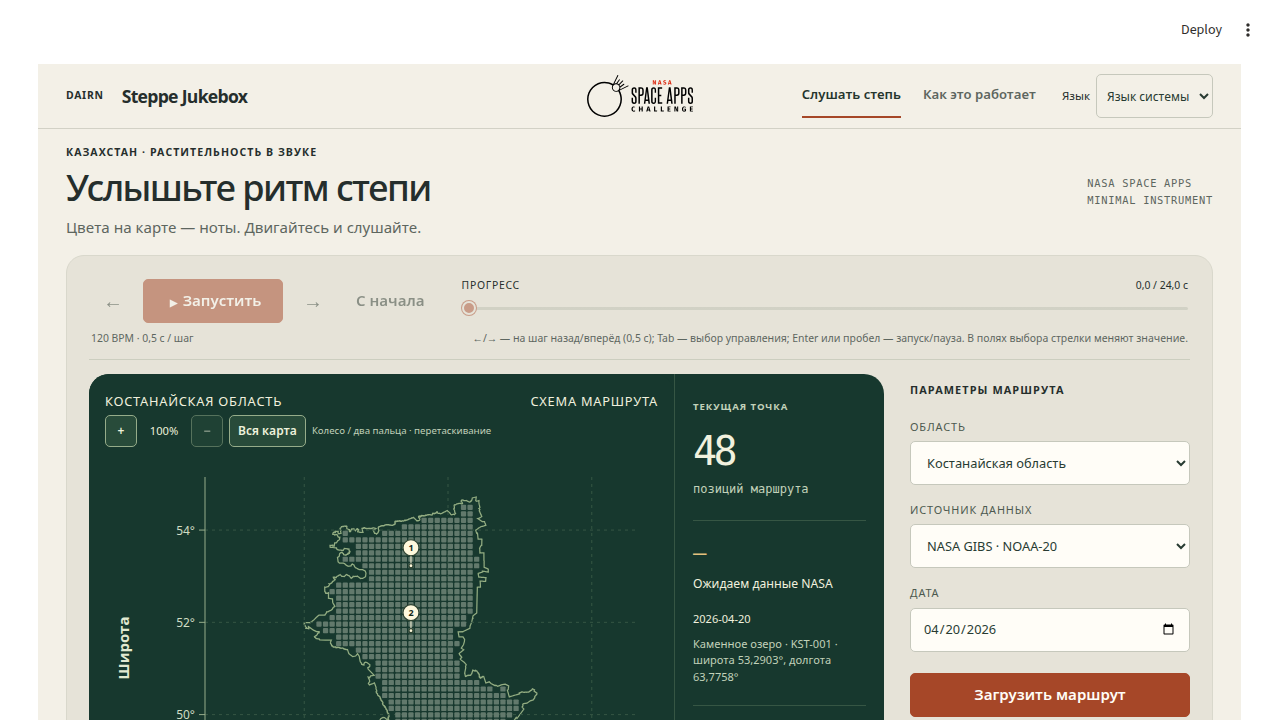 Deploy
DAIRN
Steppe Jukebox
NASA
SPACE APPS
CHALLENGE
Слушать степь
Как это работает
Язык
Язык системы
КАЗАХСТАН · РАСТИТЕЛЬНОСТЬ В ЗВУКЕ
Услышьте ритм степи
Цвета на карте — ноты. Двигайтесь и слушайте.
NASA SPACE APPS
MINIMAL INSTRUMENT
←
▶ Запустить
→
С начала
ПРОГРЕСС
0,0 / 24,0 с
120 BPM · 0,5 с / шаг
←/→ — на шаг назад/вперёд (0,5 с); Tab — выбор управления; Enter или пробел — запуск/пауза. В полях выбора стрелки меняют значение.
КОСТАНАЙСКАЯ ОБЛАСТЬ
СХЕМА МАРШРУТА
+
100%
−
Вся карта
Колесо / два пальца · перетаскивание
54°
52°
50°
Широта
1
2
ТЕКУЩАЯ ТОЧКА
48
позиций маршрута
—
Ожидаем данные NASA
2026-04-20
Каменное озеро · KST-001 ·
широта 53,2903°, долгота
63,7758°
ПАРАМЕТРЫ МАРШРУТА
ОБЛАСТЬ
Костанайская область
ИСТОЧНИК ДАННЫХ
NASA GIBS · NOAA-20
ДАТА
04/20/2026
Загрузить маршрут